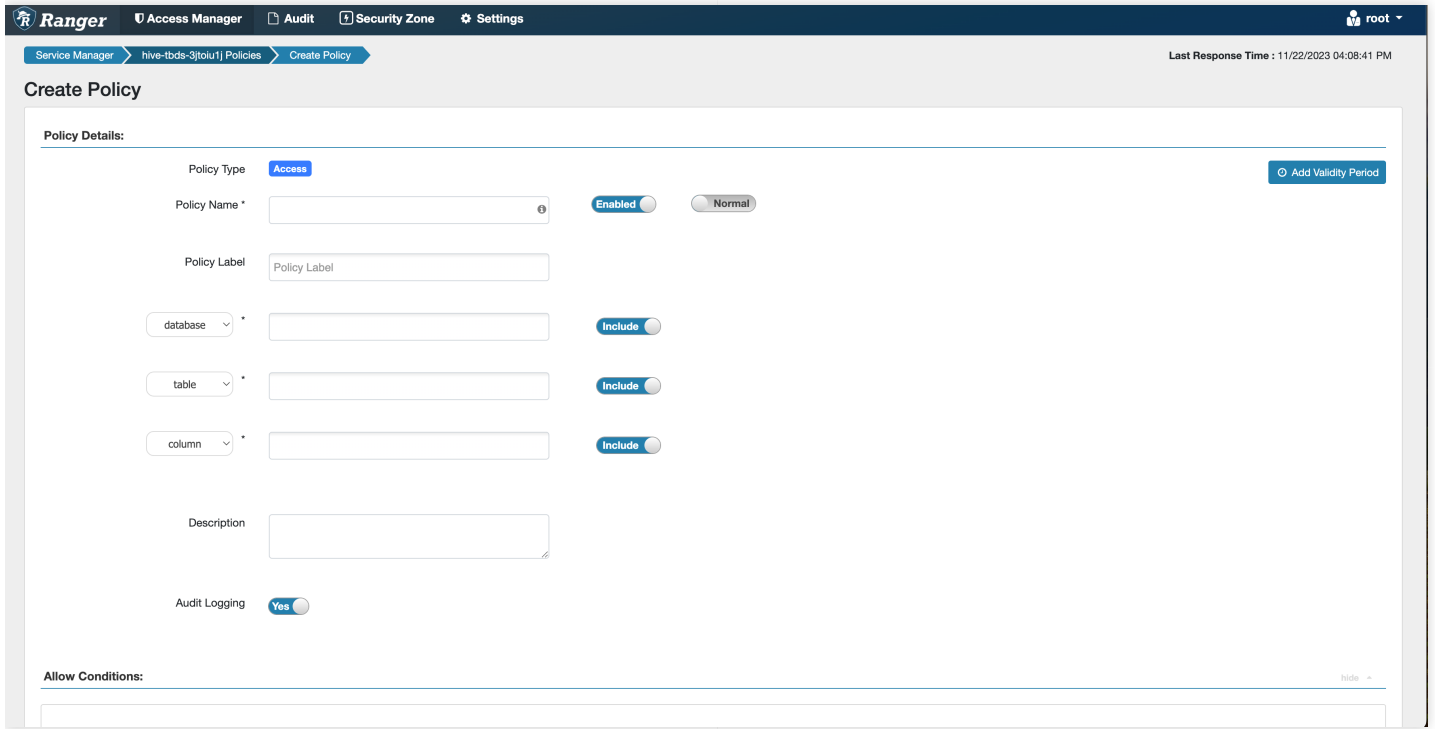 Ranger Access Manager Audit Security Zone Settings root
Service Manager hive-tbds-3jtoiu1j Policies Create Policy Last Response Time : 11/22/2023 04:08:41 PM
Create Policy
Policy Details:
Policy Type Access Add Validity Period
Policy Name * Enabled Normal
Policy Label Policy Label
database * Include
table * Include
column * Include
Description
Audit Logging Yes
Allow Conditions: hide